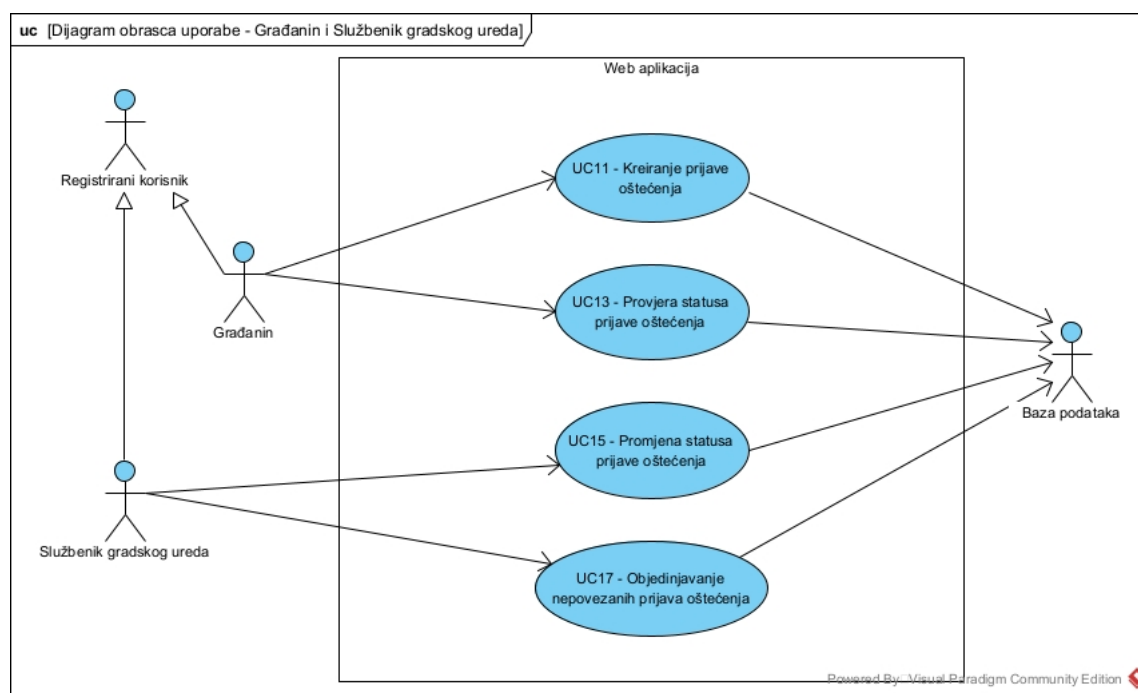 uc [Dijagram obrasca uporabe - Građanin i Službenik gradskog ureda]
Web aplikacija
Registrirani korisnik
UC11 - Kreiranje prijave
oštećenja
Građanin
UC13 - Provjera statusa
prijave oštećenja
Baza podataka
UC15 - Promjena statusa
prijave oštećenja
Službenik gradskog ureda
UC17 - Objedinjavanje
nepovezanih prijava oštećenja
Powered By Visual Paradigm Community Edition